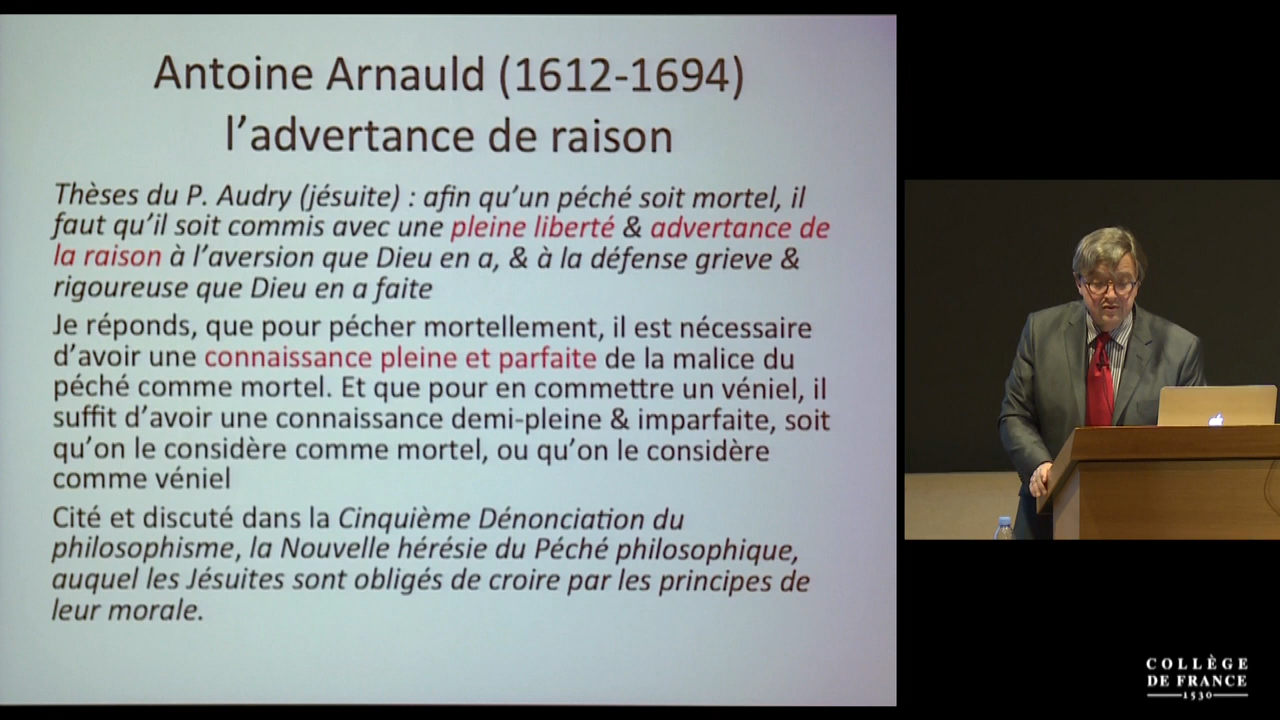 Antoine Arnauld (1612-1694)
l'advertance de raison
Thèses du P. Audry (jésuite) : afin qu'un péché soit mortel, il
faut qu'il soit commis avec une pleine liberté & advertance de
la raison à l'aversion que Dieu en a, & à la défense grieve &
rigoureuse que Dieu en a faite
Je réponds, que pour pécher mortellement, il est nécessaire
d'avoir une connaissance pleine et parfaite de la malice du
péché comme mortel. Et que pour en commettre un véniel, il
suffit d'avoir une connaissance demi-pleine & imparfaite, soit
qu'on le considère comme mortel, ou qu'on le considère
comme véniel
Cité et discuté dans la Cinquième Dénonciation du
philosophisme, la Nouvelle hérésie du Péché philosophique,
auquel les Jésuites sont obligés de croire par les principes de
leur morale.
COLLÈGE
DE FRANCE
1530